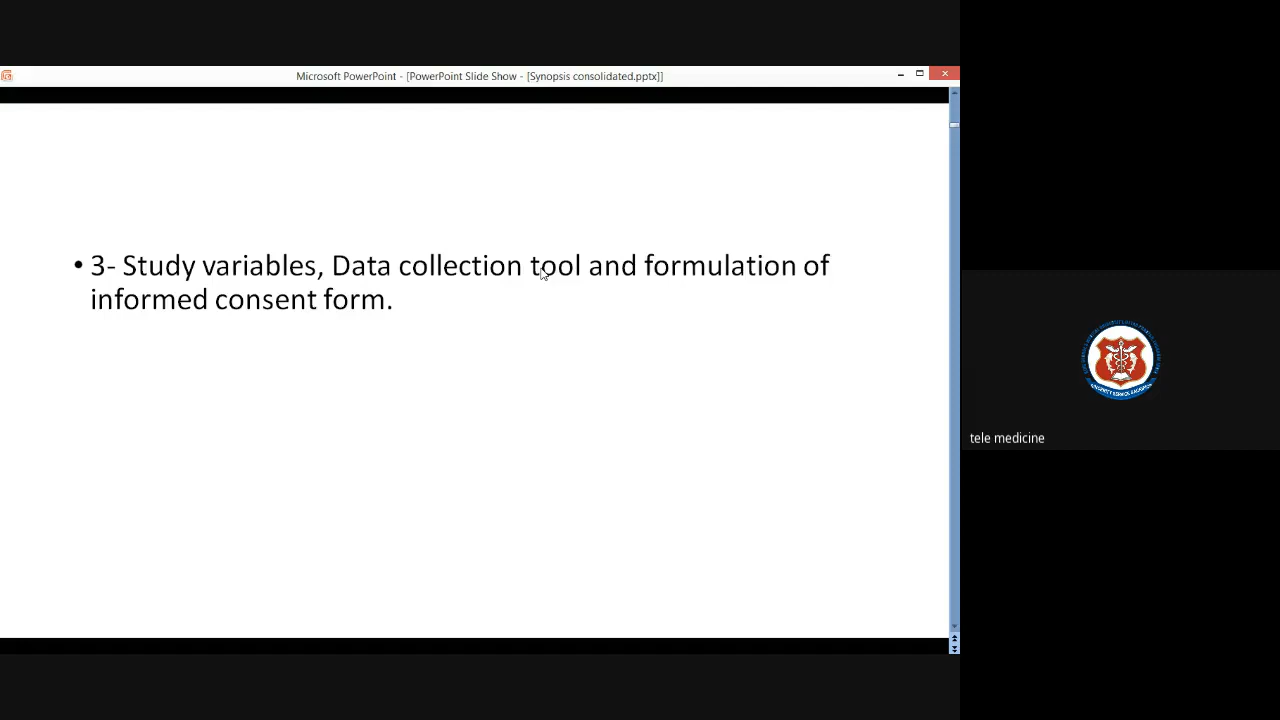 Microsoft PowerPoint - [PowerPoint Slide Show - [Synopsis consolidated.pptx]]
• 3- Study variables, Data collection tool and formulation of
informed consent form.
tele medicine